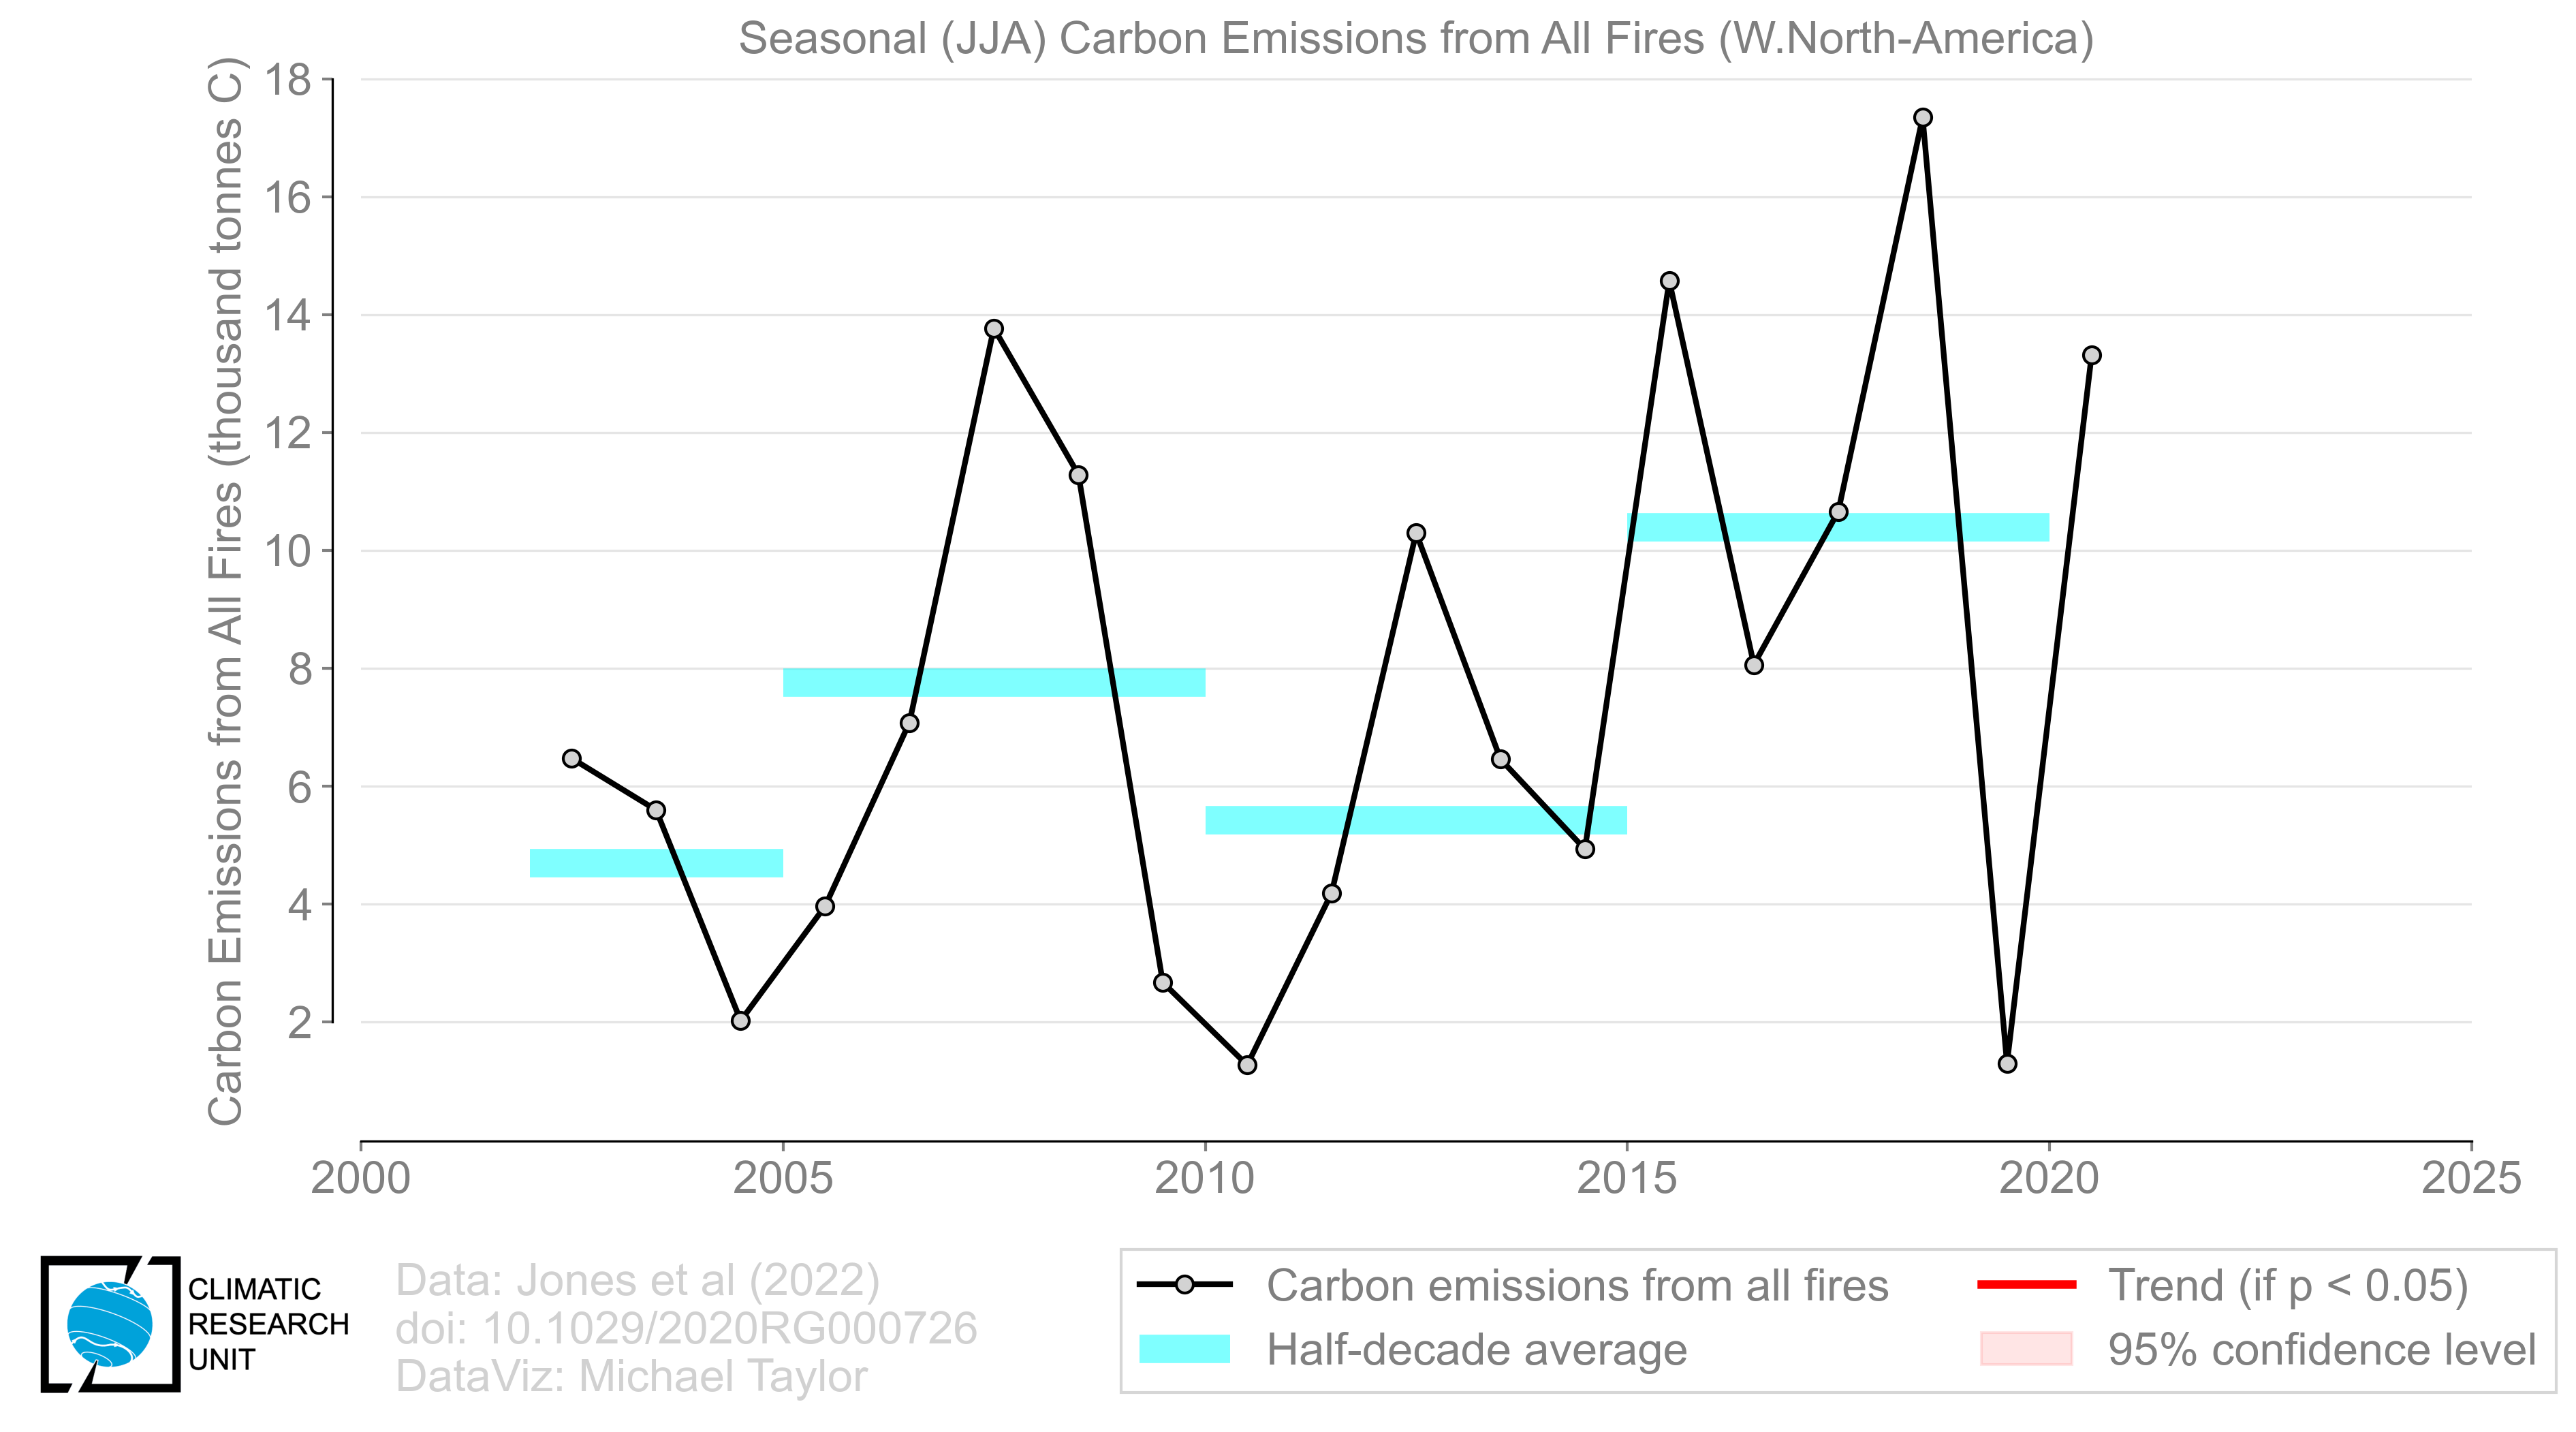 Seasonal (JJA) Carbon Emissions from All Fires (W.North-America)
Carbon Emissions from All Fires (thousand tonnes C)
18
16
14
12
10
8
6
4
2
2000 2005 2010 2015 2020 2025
CLIMATIC
RESEARCH
UNIT
Data: Jones et al (2022)
doi: 10.1029/2020RG000726
DataViz: Michael Taylor
Carbon emissions from all fires
Half-decade average
Trend (if p < 0.05)
95% confidence level